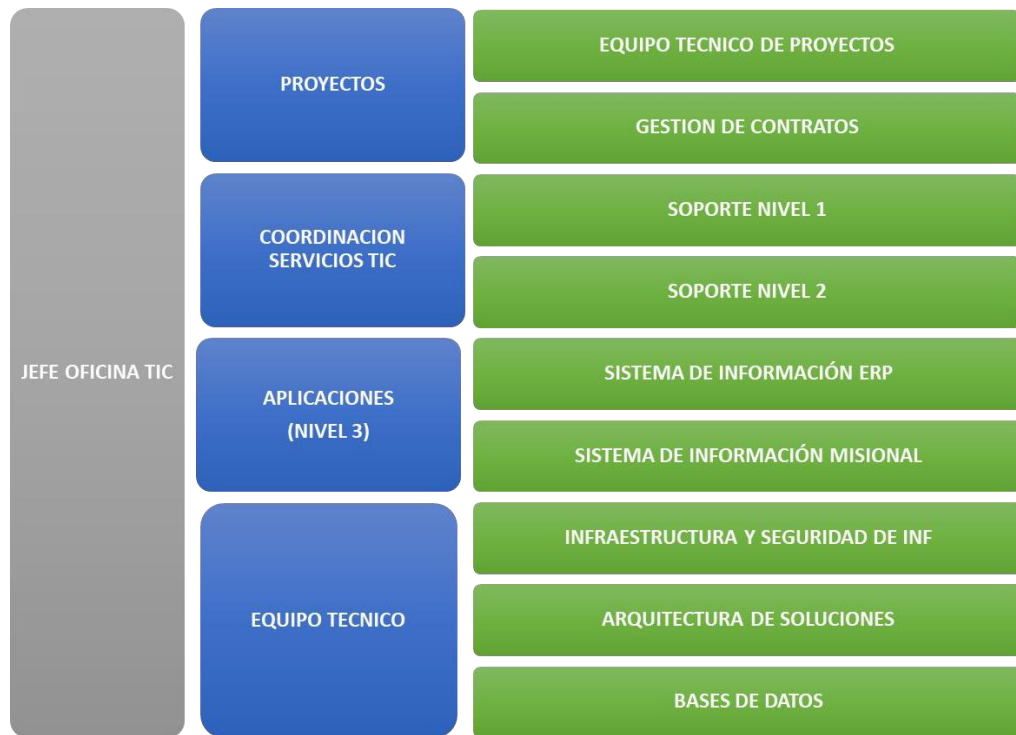 JEFE OFICINA TIC
PROYECTOS
EQUIPO TECNICO DE PROYECTOS
GESTION DE CONTRATOS
COORDINACION
SERVICIOS TIC
SOPORTE NIVEL 1
SOPORTE NIVEL 2
APLICACIONES
(NIVEL 3)
SISTEMA DE INFORMACIÓN ERP
SISTEMA DE INFORMACIÓN MISIONAL
EQUIPO TECNICO
INFRAESTRUCTURA Y SEGURIDAD DE INF
ARQUITECTURA DE SOLUCIONES
BASES DE DATOS